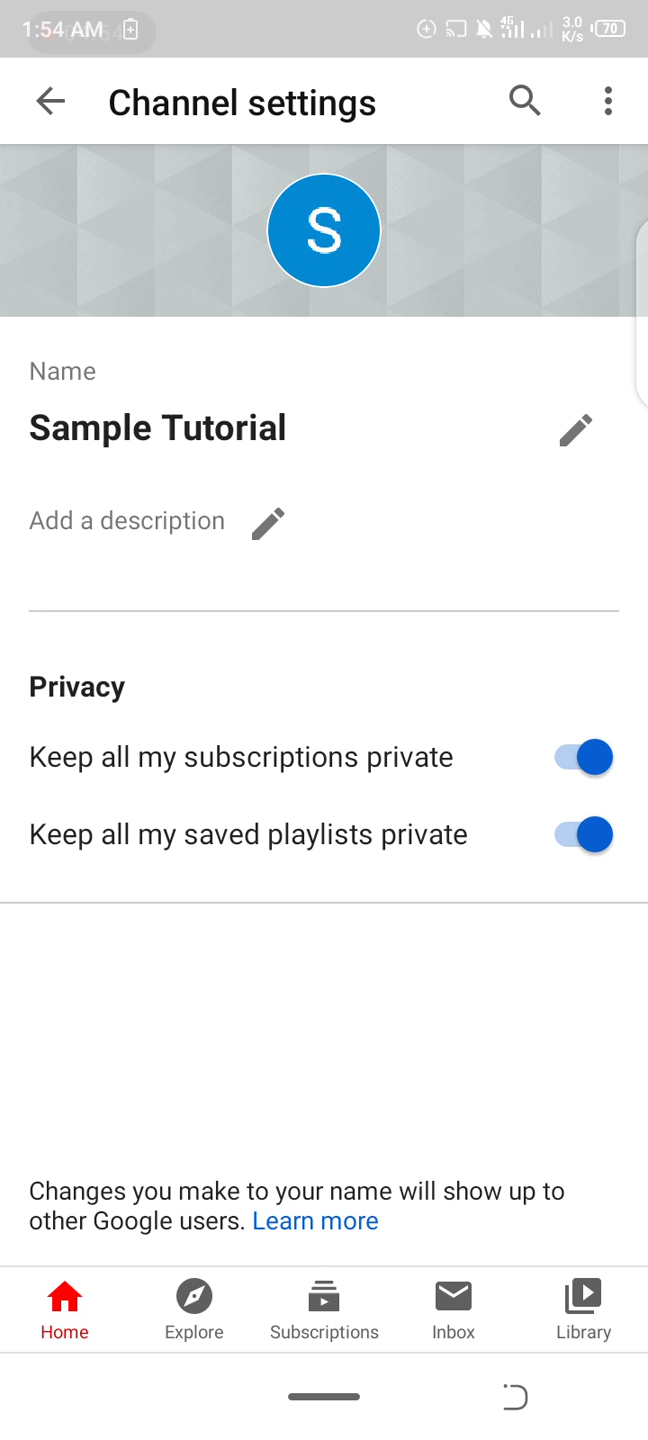 1:54 AM
4G
3.0
K/s
70
Channel settings
S
Name
Sample Tutorial
Add a description
Privacy
Keep all my subscriptions private
Keep all my saved playlists private
Changes you make to your name will show up to
other Google users. Learn more
Home
Explore
Subscriptions
Inbox
Library